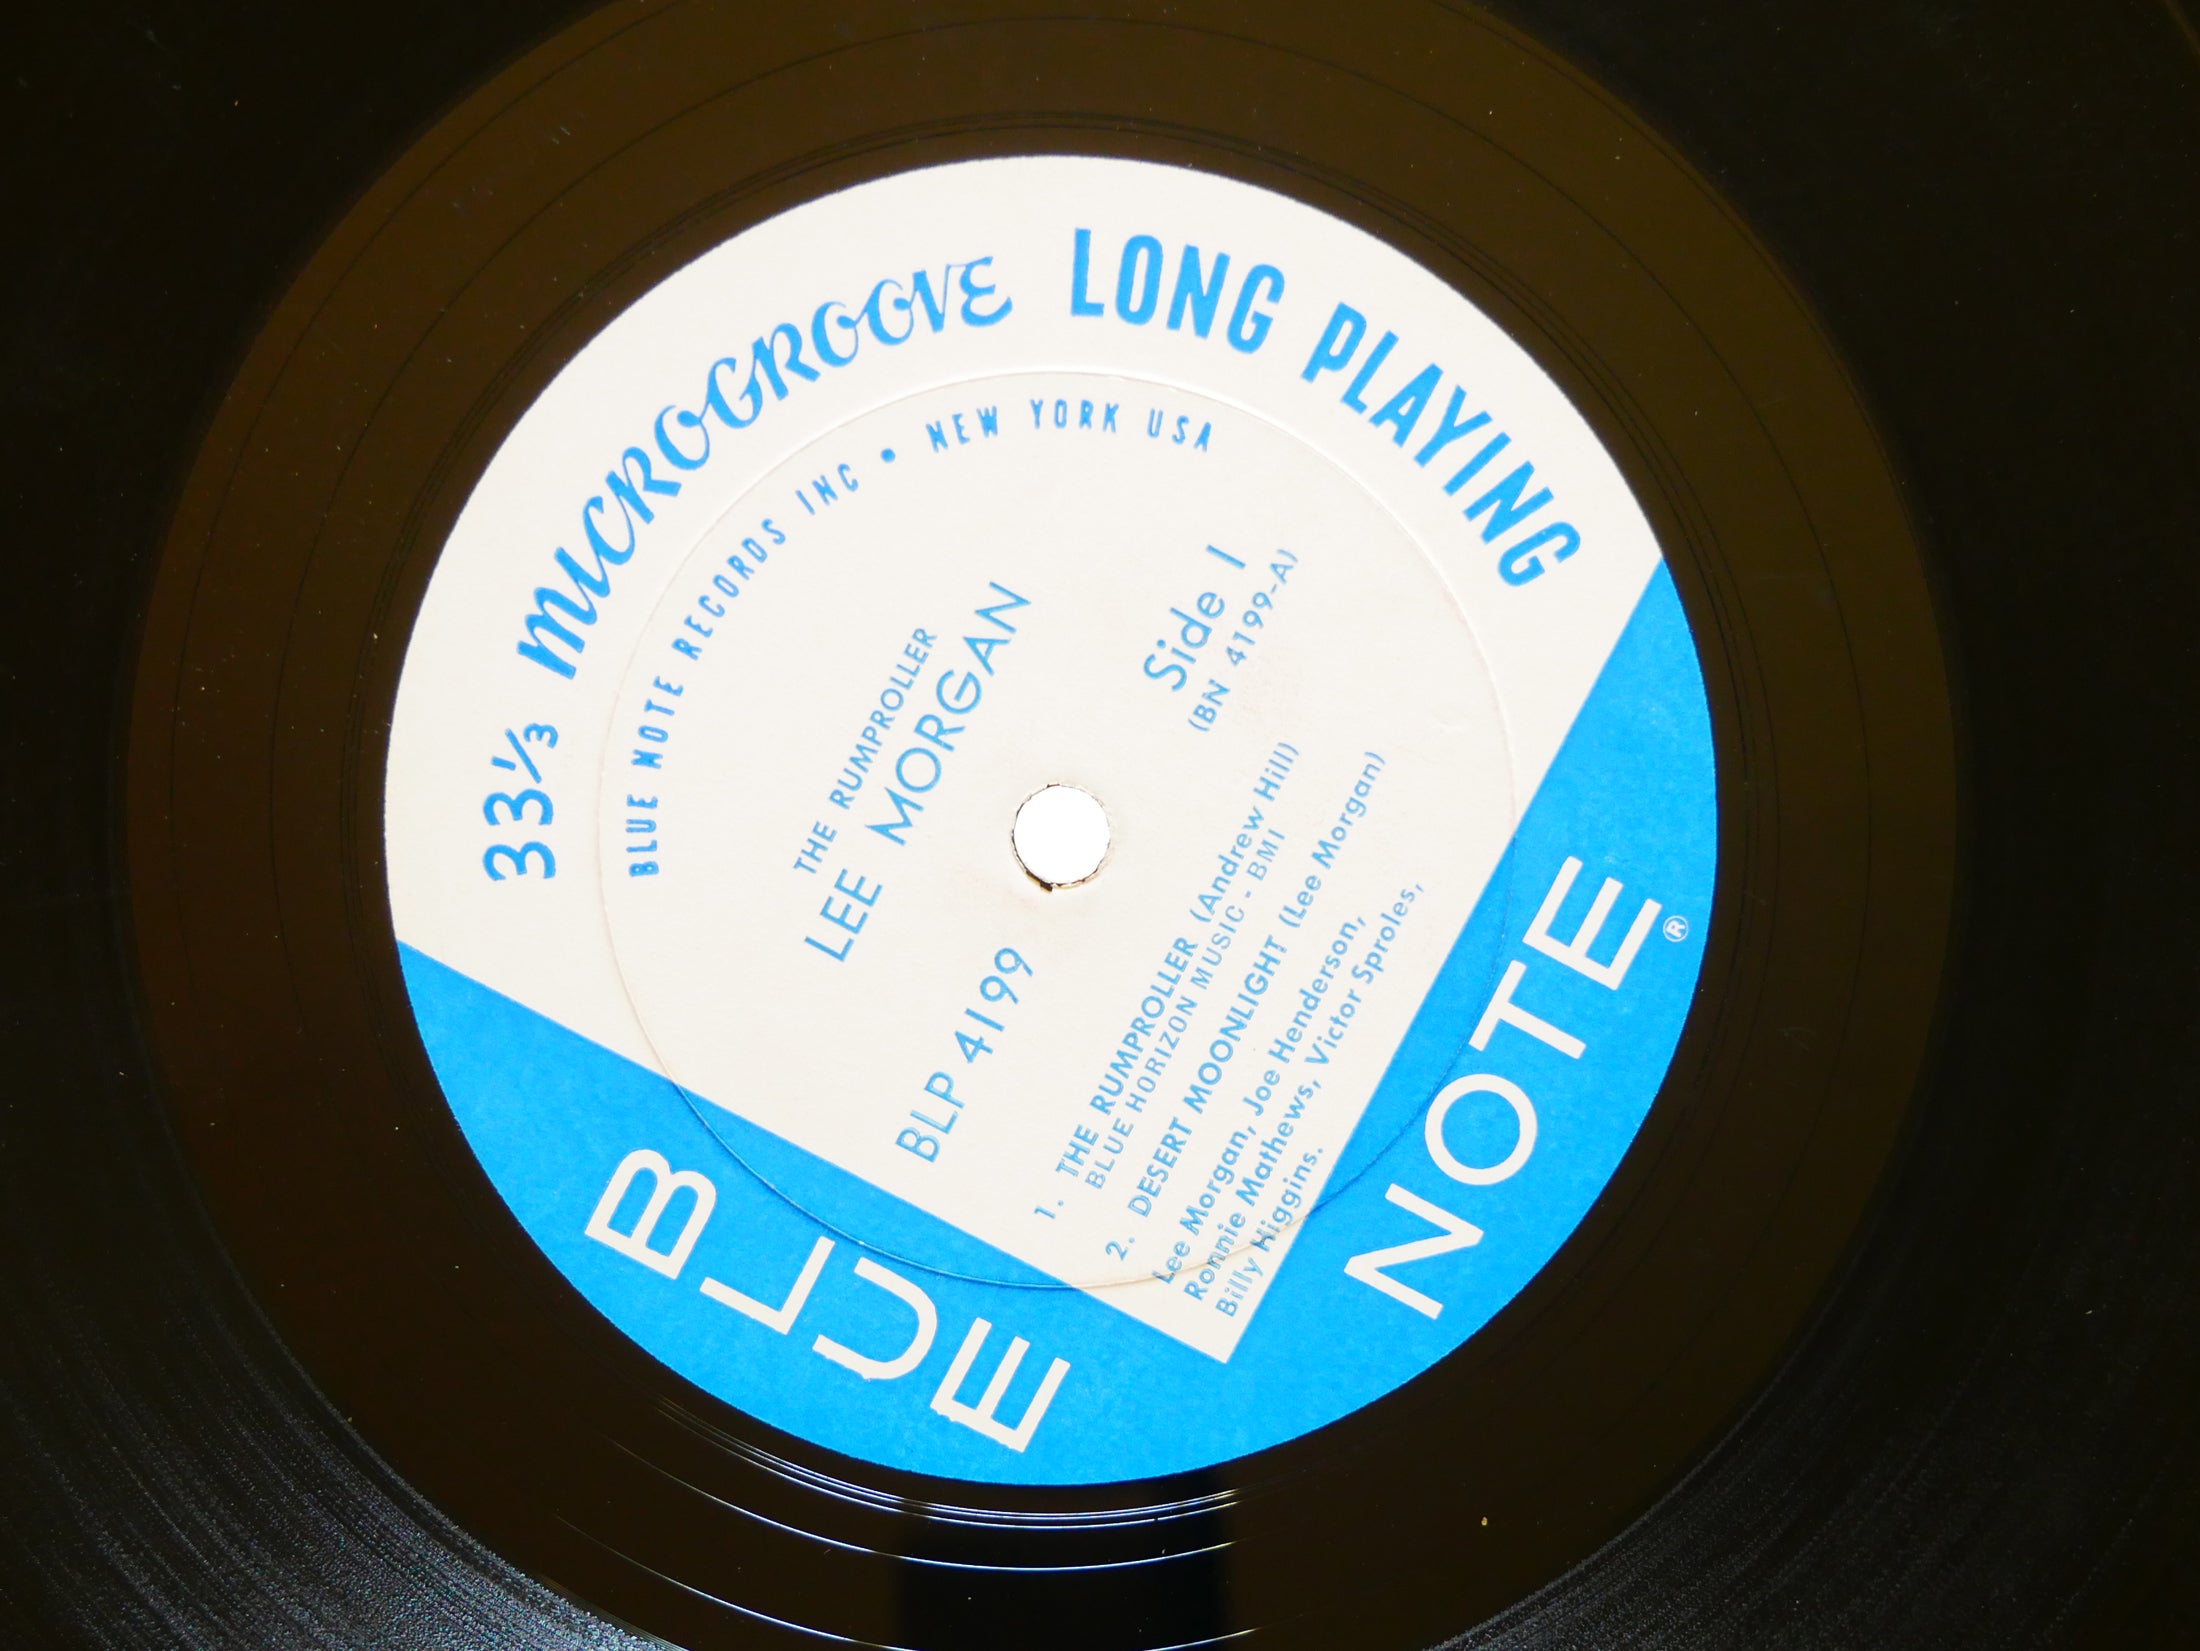 33⅓ MICROGROOVE LONG PLAYING
BLUE NOTE RECORDS INC • NEW YORK USA
THE RUMPROLLER
LEE MORGAN
BLP 4199
Side 1
(BN 4199-A)
1. THE RUMPROLLER (Andrew Hill)
BLUE HORIZON MUSIC - BMI
2. DESERT MOONLIGHT (Lee Morgan)
Lee Morgan, Joe Henderson,
Ronnie Mathews, Victor Sproles,
Billy Higgins.
BLUE NOTE ®